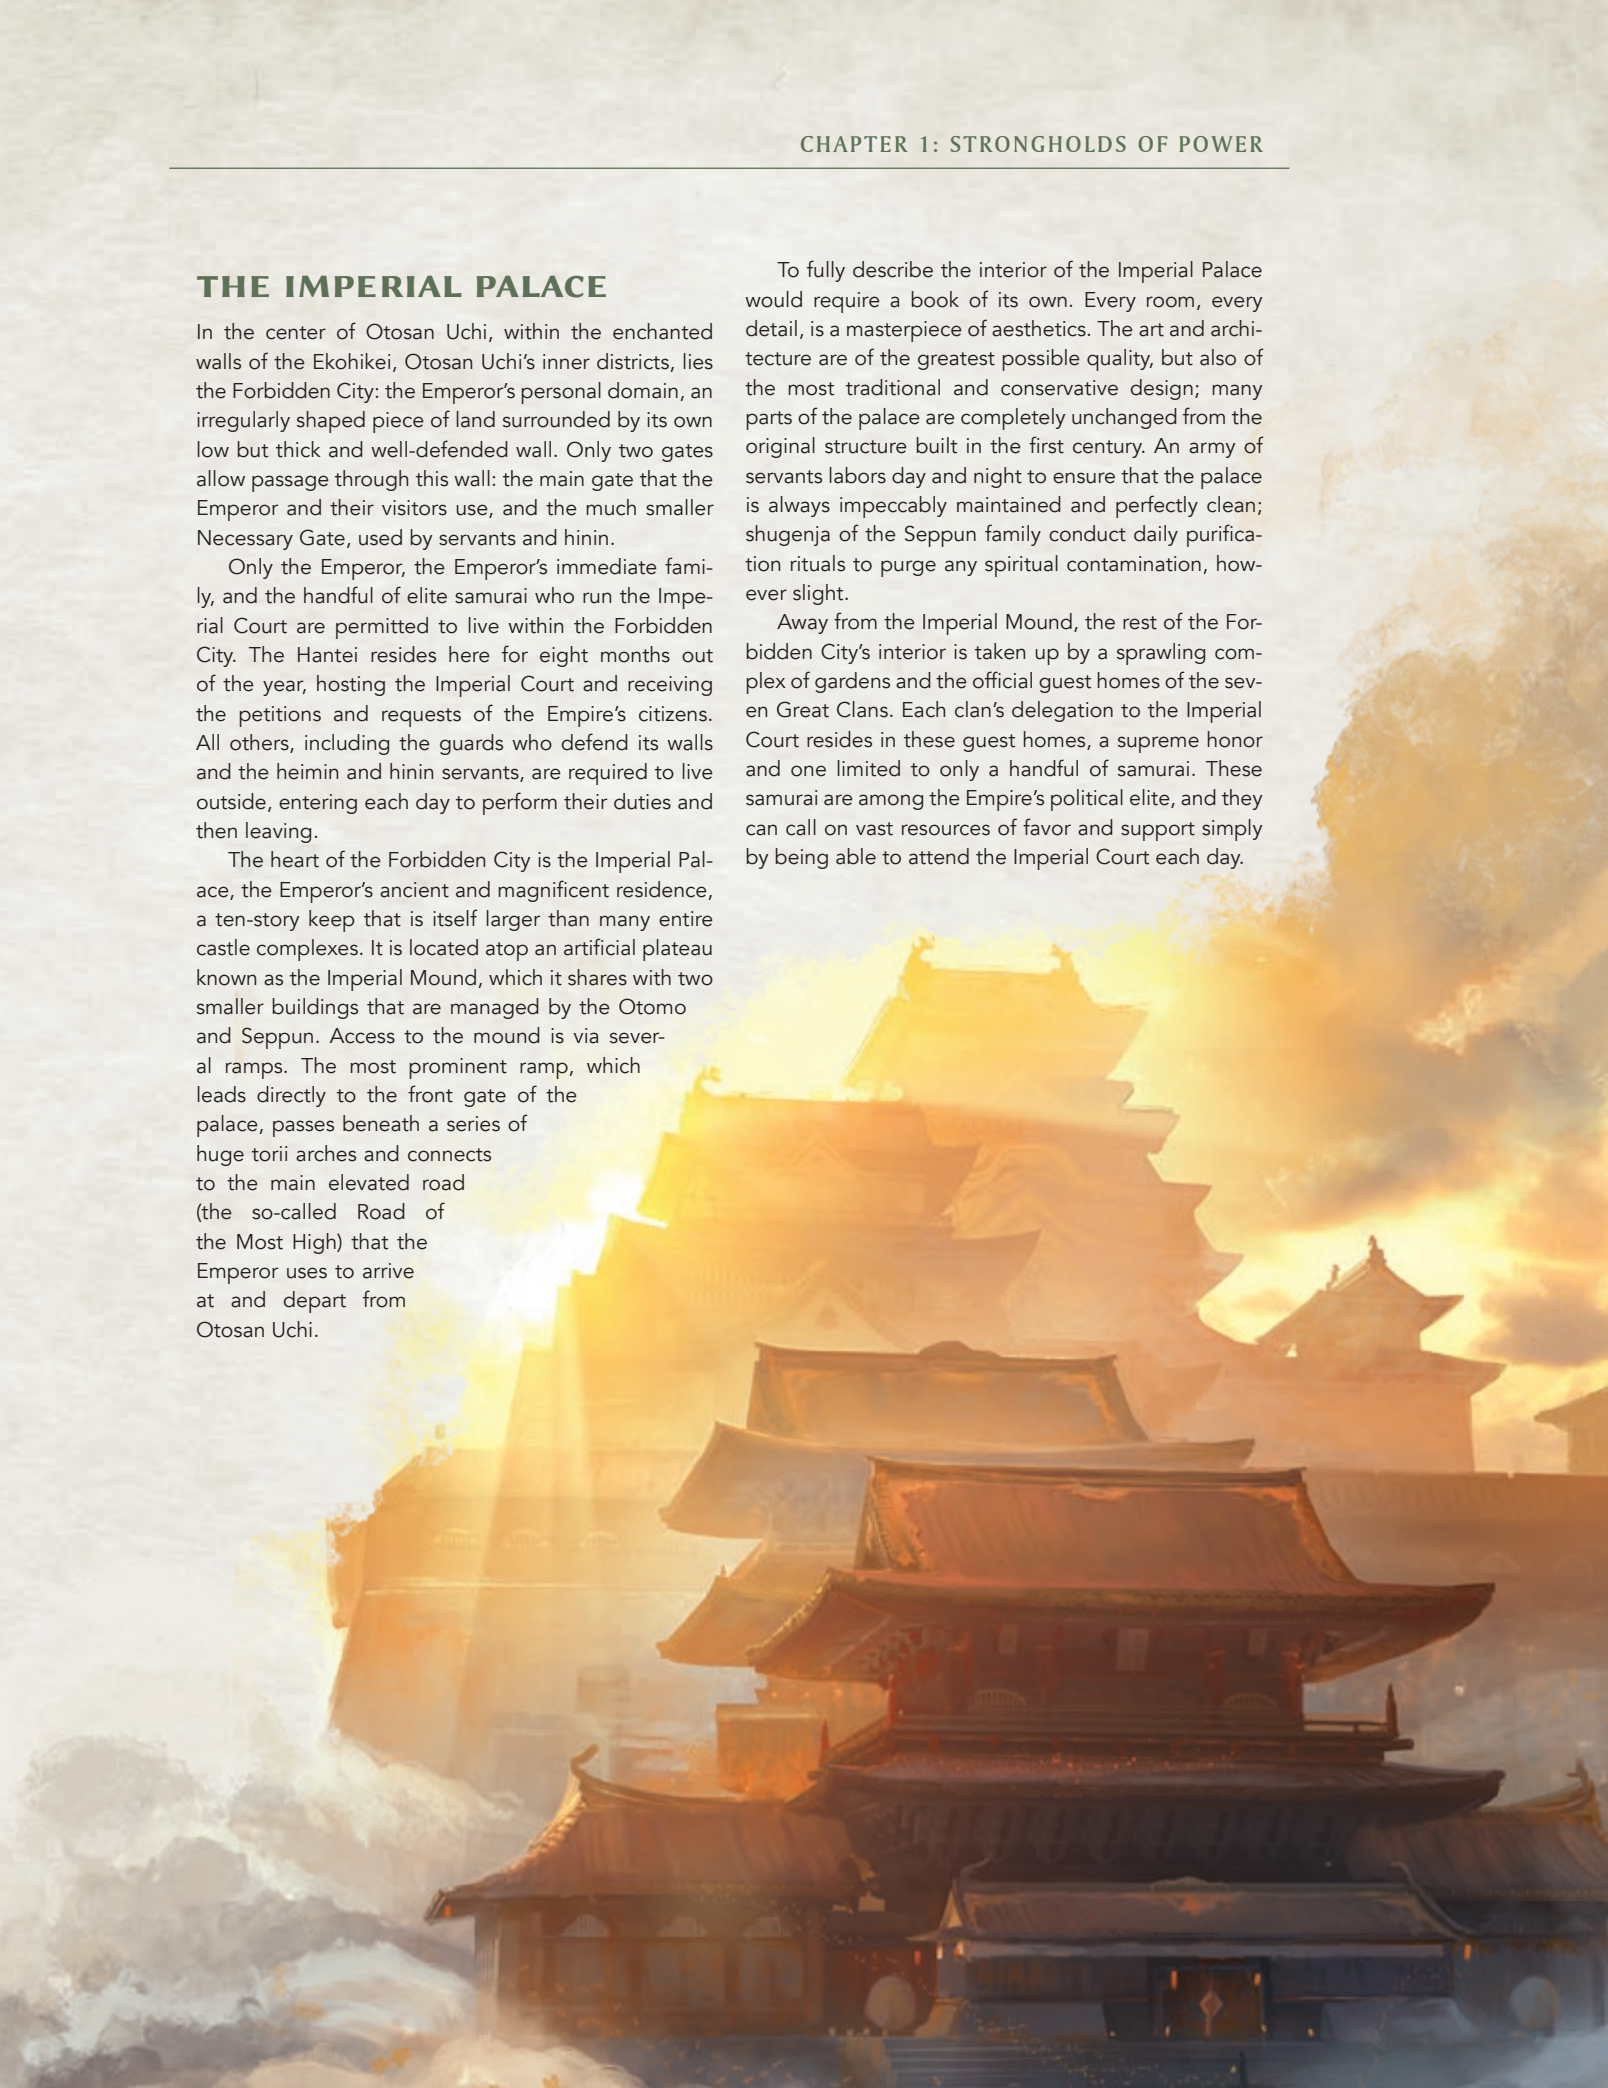 CHAPTER 1: STRONGHOLDS OF POWER
THE IMPERIAL PALACE
In the center of Otosan Uchi, within the enchanted
walls of the Ekohikei, Otosan Uchi’s inner districts, lies
the Forbidden City: the Emperor’s personal domain, an
irregularly shaped piece of land surrounded by its own
low but thick and well-defended wall. Only two gates
allow passage through this wall: the main gate that the
Emperor and their visitors use, and the much smaller
Necessary Gate, used by servants and hinin.
Only the Emperor, the Emperor’s immediate fami-
ly, and the handful of elite samurai who run the Impe-
rial Court are permitted to live within the Forbidden
City. The Hantei resides here for eight months out
of the year, hosting the Imperial Court and receiving
the petitions and requests of the Empire’s citizens.
All others, including the guards who defend its walls
and the heimin and hinin servants, are required to live
outside, entering each day to perform their duties and
then leaving.
The heart of the Forbidden City is the Imperial Pal-
ace, the Emperor’s ancient and magnificent residence,
a ten-story keep that is itself larger than many entire
castle complexes. It is located atop an artificial plateau
known as the Imperial Mound, which it shares with two
smaller buildings that are managed by the Otomo
and Seppun. Access to the mound is via sever-
al ramps. The most prominent ramp, which
leads directly to the front gate of the
palace, passes beneath a series of
huge torii arches and connects
to the main elevated road
(the so-called Road of
the Most High) that the
Emperor uses to arrive
at and depart from
Otosan Uchi.
To fully describe the interior of the Imperial Palace
would require a book of its own. Every room, every
detail, is a masterpiece of aesthetics. The art and archi-
tecture are of the greatest possible quality, but also of
the most traditional and conservative design; many
parts of the palace are completely unchanged from the
original structure built in the first century. An army of
servants labors day and night to ensure that the palace
is always impeccably maintained and perfectly clean;
shugenja of the Seppun family conduct daily purifica-
tion rituals to purge any spiritual contamination, how-
ever slight.
Away from the Imperial Mound, the rest of the For-
bidden City’s interior is taken up by a sprawling com-
plex of gardens and the official guest homes of the sev-
en Great Clans. Each clan’s delegation to the Imperial
Court resides in these guest homes, a supreme honor
and one limited to only a handful of samurai. These
samurai are among the Empire’s political elite, and they
can call on vast resources of favor and support simply
by being able to attend the Imperial Court each day.